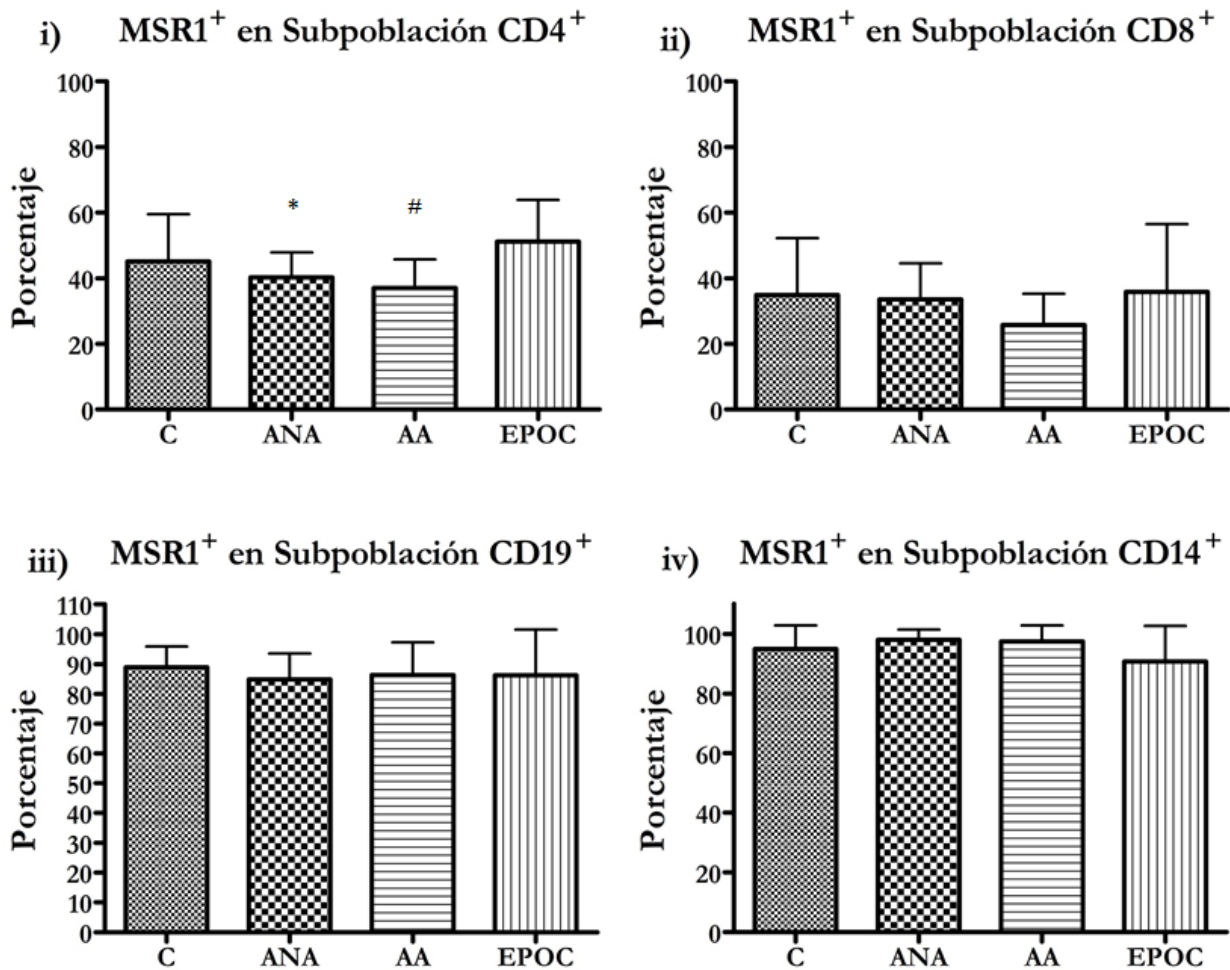 i) MSR1⁺ en Subpoblación CD4⁺
Porcentaje
100
80
60
40
20
0
* #
C ANA AA EPOC
ii) MSR1⁺ en Subpoblación CD8⁺
Porcentaje
100
80
60
40
20
0
C ANA AA EPOC
iii) MSR1⁺ en Subpoblación CD19⁺
Porcentaje
110
100
90
80
70
60
50
40
30
20
10
0
C ANA AA EPOC
iv) MSR1⁺ en Subpoblación CD14⁺
Porcentaje
100
80
60
40
20
0
C ANA AA EPOC